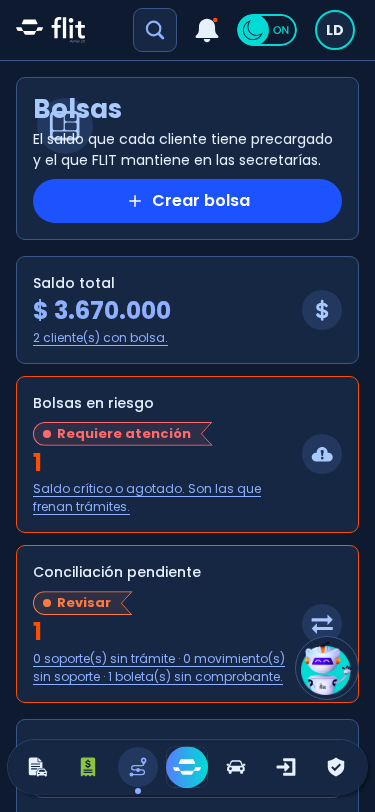 flit
ON
LD
Bolsas
El saldo que cada cliente tiene precargado
y el que FLIT mantiene en las secretarías.
+ Crear bolsa
Saldo total
$ 3.670.000
$
2 cliente(s) con bolsa.
Bolsas en riesgo
Requiere atención
1
Saldo crítico o agotado. Son las que
frenan trámites.
Conciliación pendiente
Revisar
1
0 soporte(s) sin trámite · 0 movimiento(s)
sin soporte · 1 boleta(s) sin comprobante.